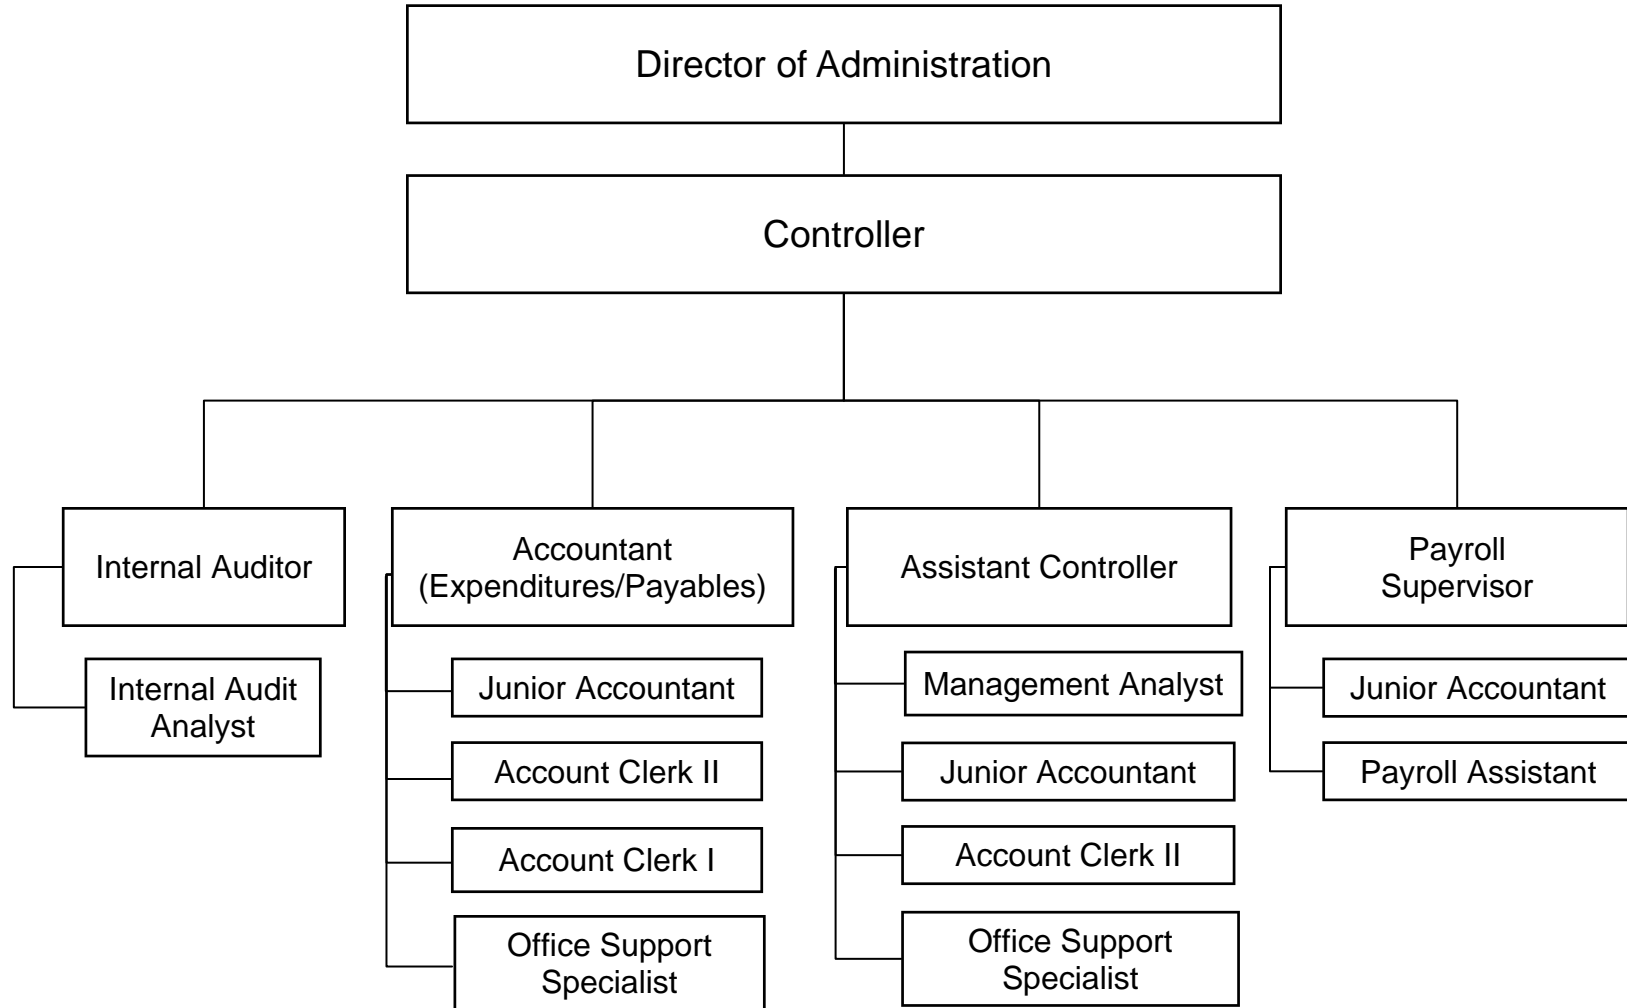 Director of Administration
Controller
Internal Auditor
Internal Audit
Analyst
Accountant
(Expenditures/Payables)
Junior Accountant
Account Clerk II
Account Clerk I
Office Support
Specialist
Assistant Controller
Management Analyst
Junior Accountant
Account Clerk II
Office Support
Specialist
Payroll
Supervisor
Junior Accountant
Payroll Assistant